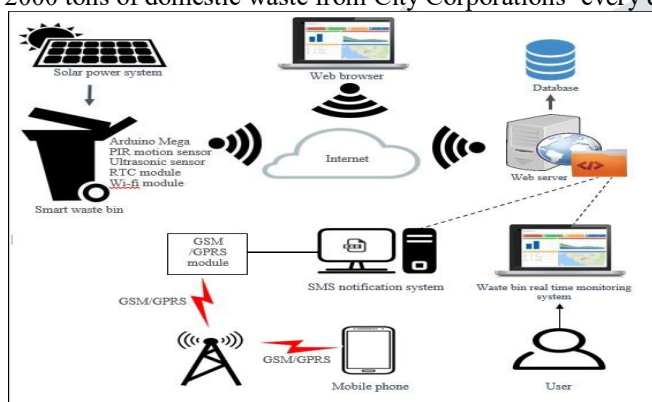 2000 tons of domestic waste from City Corporations' every
Solar power system
Web browser
Database
Arduino Mega
PIR motion sensor
Ultrasonic sensor
RTC module
Wi-fi module
Internet
Web server
</>
Smart waste bin
GSM
/GPRS
module
SMS notification system
Waste bin real time monitoring
system
GSM/GPRS
GSM/GPRS
Mobile phone
User